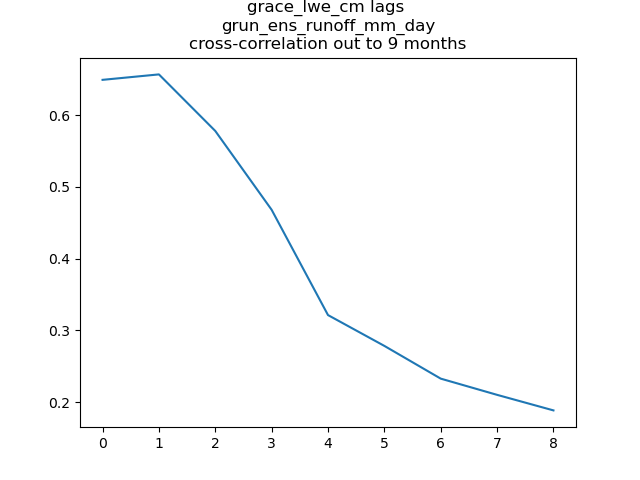 grace_lwe_cm lags
grun_ens_runoff_mm_day
cross-correlation out to 9 months
0.6
0.5
0.4
0.3
0.2
0 1 2 3 4 5 6 7 8